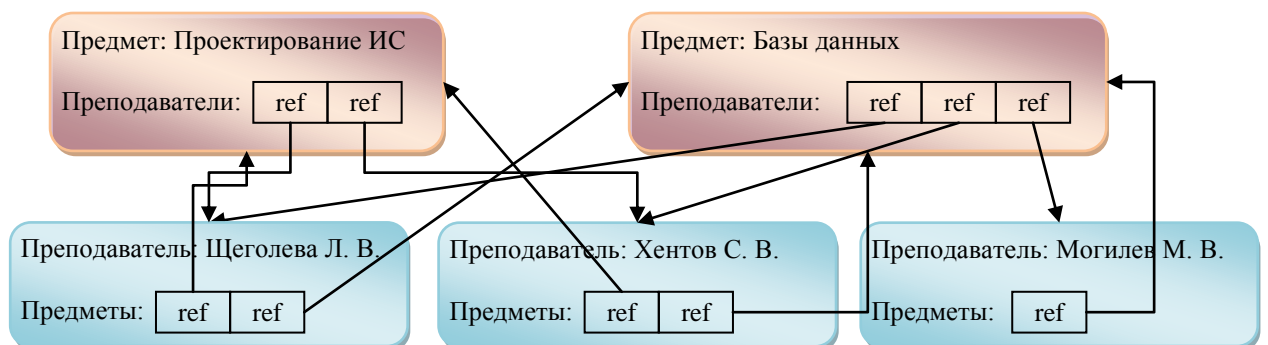 Предмет: Проектирование ИС
Преподаватели: ref ref
Предмет: Базы данных
Преподаватели: ref ref ref
Преподаватель: Щеголева Л. В.
Предметы: ref ref
Преподаватель: Хентов С. В.
Предметы: ref ref
Преподаватель: Могилев М. В.
Предметы: ref